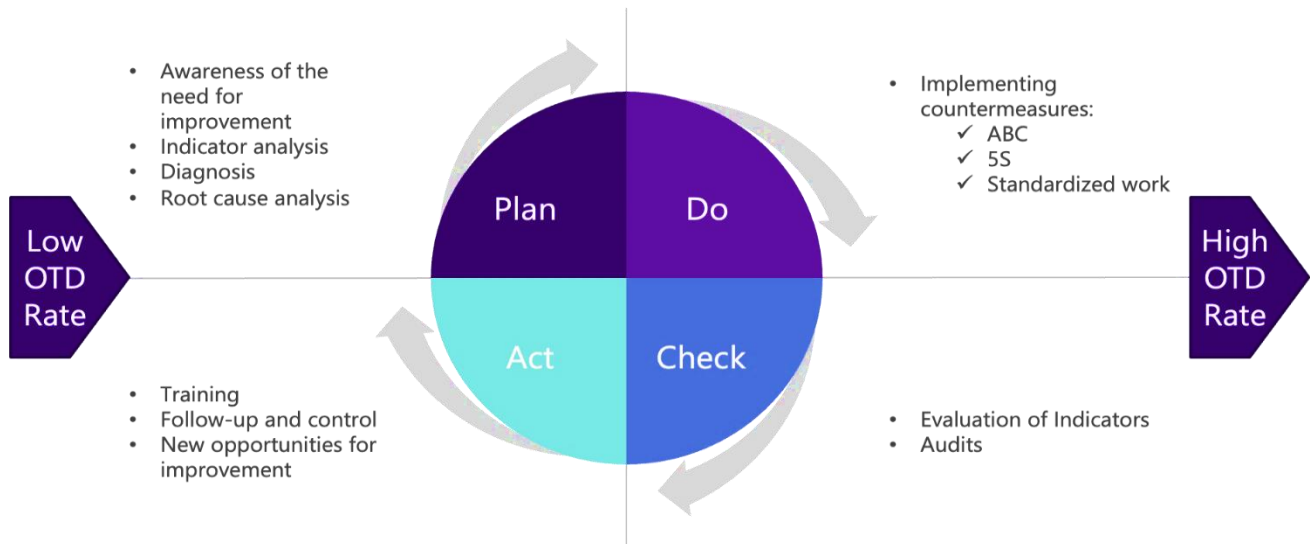 • Awareness of the
need for
improvement
• Indicator analysis
• Diagnosis
• Root cause analysis
• Implementing
countermeasures:
✓ ABC
✓ 5S
✓ Standardized work
Plan
Do
Low
OTD
Rate
High
OTD
Rate
Act
Check
• Training
• Follow-up and control
• New opportunities for
improvement
• Evaluation of Indicators
• Audits